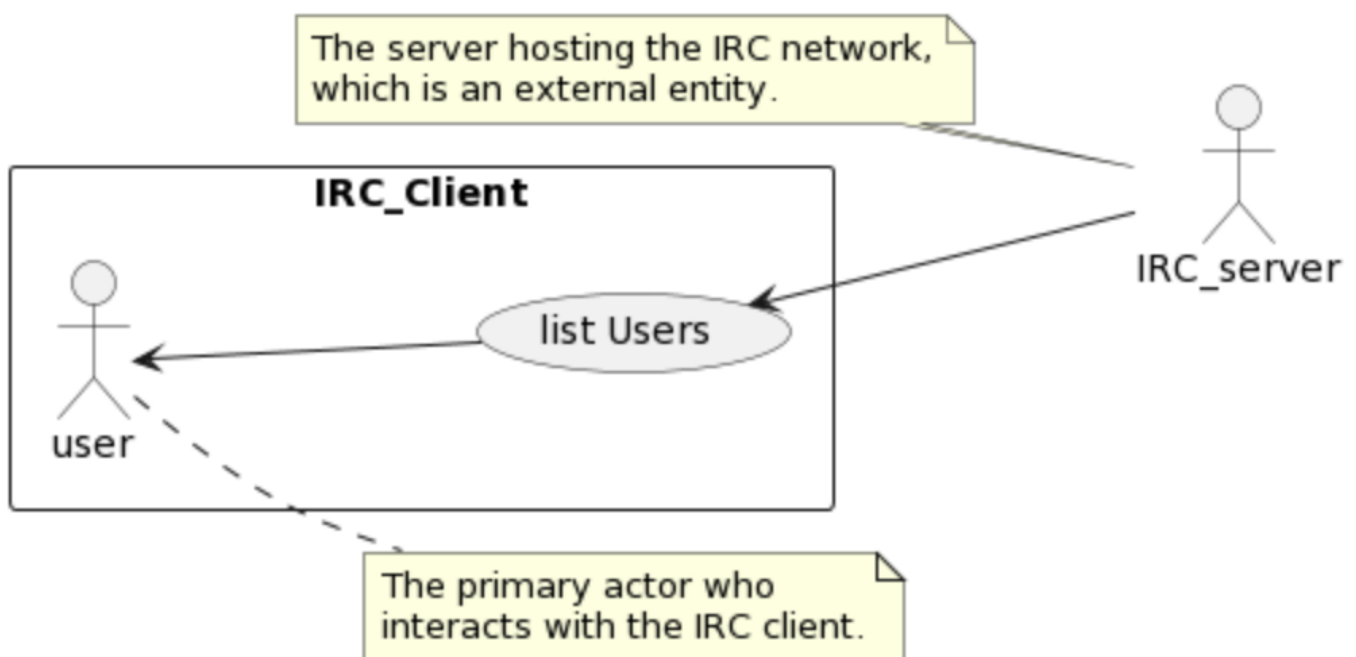 The server hosting the IRC network,
which is an external entity.
IRC_Client
IRC_server
list Users
user
The primary actor who
interacts with the IRC client.